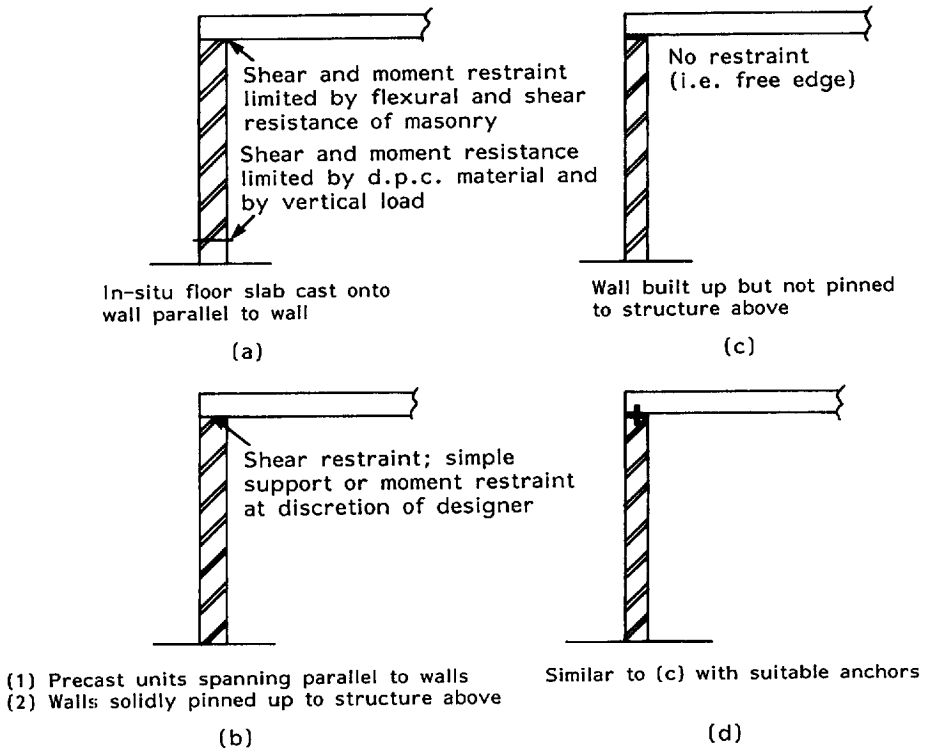 Shear and moment restraint
limited by flexural and shear
resistance of masonry
Shear and moment resistance
limited by d.p.c. material and
by vertical load
In-situ floor slab cast onto
wall parallel to wall
(a)
No restraint
(i.e. free edge)
Wall built up but not pinned
to structure above
(c)
Shear restraint; simple
support or moment restraint
at discretion of designer
(1) Precast units spanning parallel to walls
(2) Walls solidly pinned up to structure above
(b)
Similar to (c) with suitable anchors
(d)